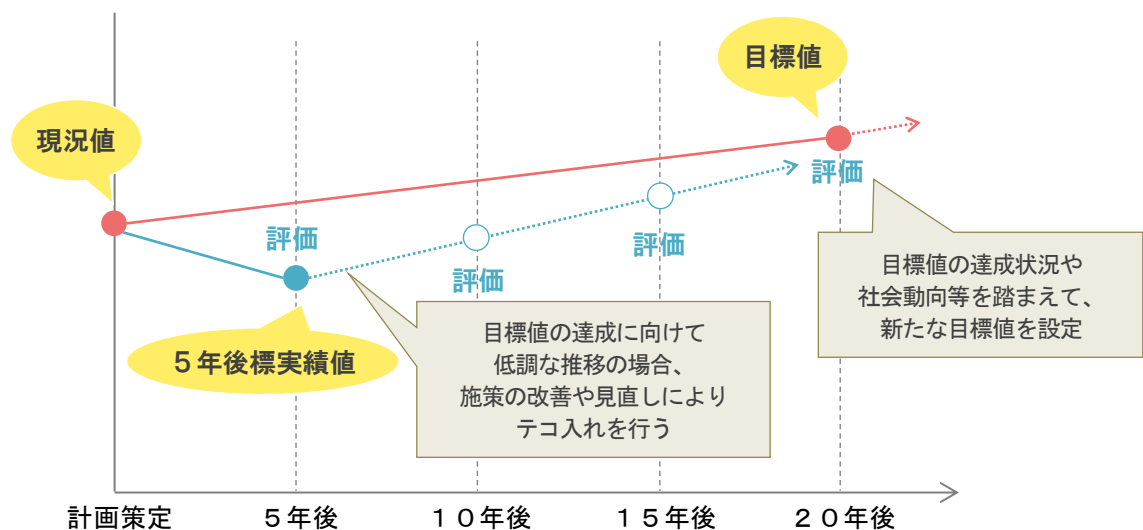 目標値
現況値
評価
評価
評価
評価
５年後標実績値
目標値の達成に向けて
低調な推移の場合、
施策の改善や見直しにより
テコ入れを行う
目標値の達成状況や
社会動向等を踏まえて、
新たな目標値を設定
計画策定
５年後
１０年後
１５年後
２０年後